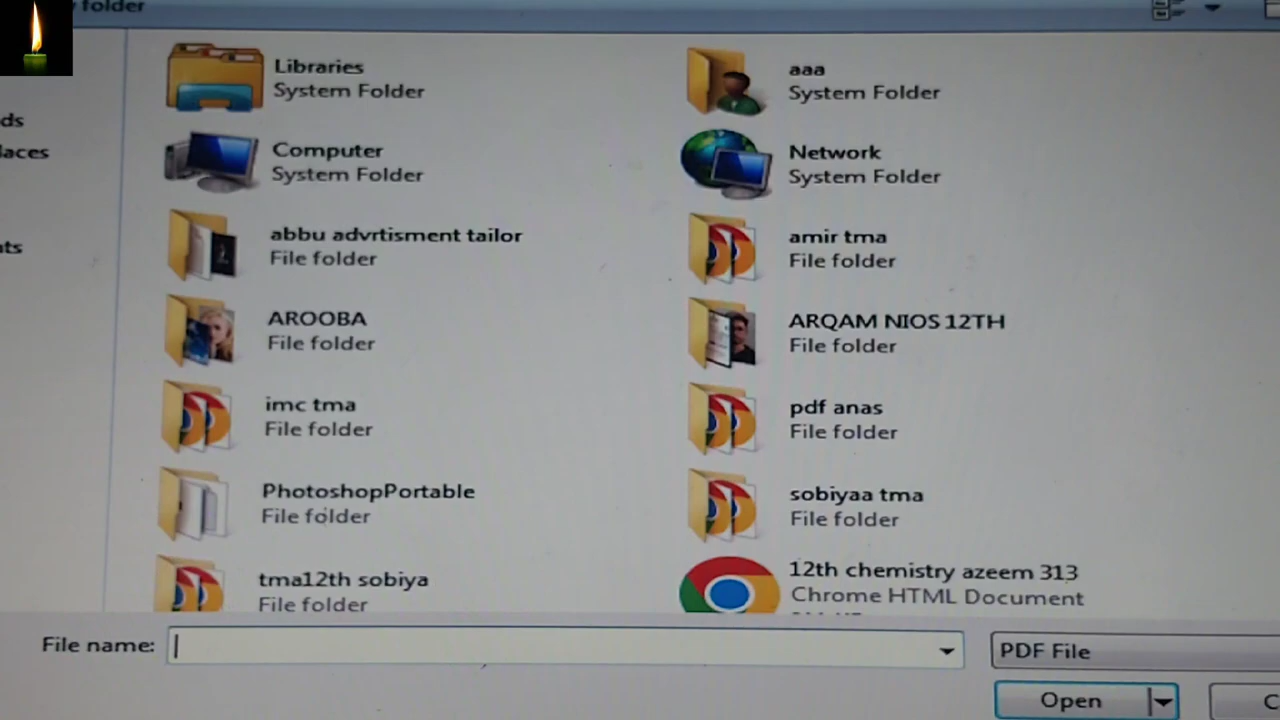 folder
Libraries
System Folder
aaa
System Folder
ds
laces
Computer
System Folder
Network
System Folder
nts
abbu advrtisment tailor
File folder
amir tma
File folder
AROOBA
File folder
ARQAM NIOS 12TH
File folder
imc tma
File folder
pdf anas
File folder
PhotoshopPortable
File folder
sobiyaa tma
File folder
tma12th sobiya
File folder
12th chemistry azeem 313
Chrome HTML Document
File name:
PDF File
Open
C